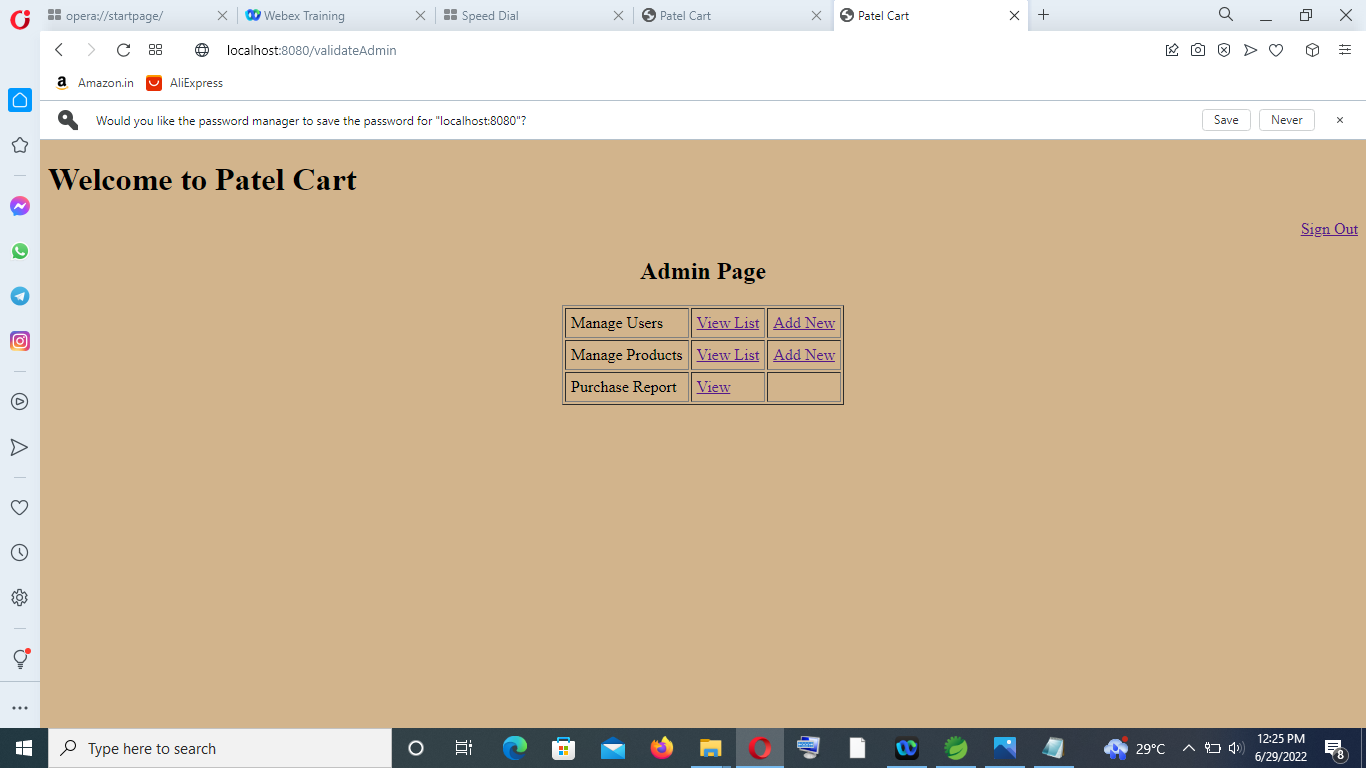 opera://startpage/ Webex Training Speed Dial Patel Cart Patel Cart
localhost:8080/validateAdmin
a Amazon.in AliExpress
Would you like the password manager to save the password for "localhost:8080"? Save Never
Welcome to Patel Cart
Sign Out
Admin Page
Manage Users View List Add New
Manage Products View List Add New
Purchase Report View
Type here to search
29°C
12:25 PM
6/29/2022
8